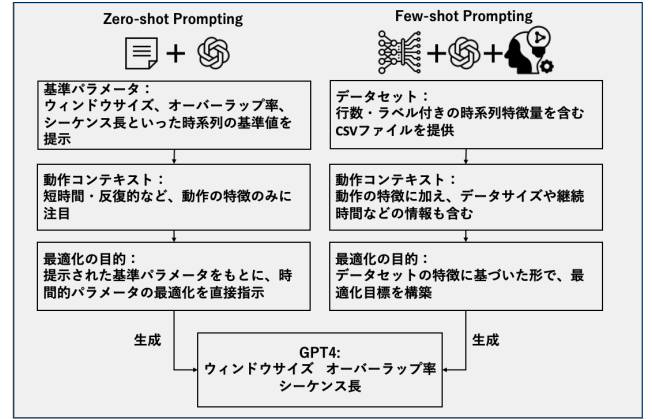 Zero-shot Prompting
基準パラメータ：
ウィンドウサイズ、オーバーラップ率、
シーケンス長といった時系列の基準値を
提示
動作コンテキスト：
短時間・反復的など、動作の特徴のみに
注目
最適化の目的：
提示された基準パラメータをもとに、時
間的パラメータの最適化を直接指示
生成
Few-shot Prompting
データセット：
行数・ラベル付きの時系列特徴量を含む
CSVファイルを提供
動作コンテキスト：
動作の特徴に加え、データサイズや継続
時間などの情報も含む
最適化の目的：
データセットの特徴に基づいた形で、最
適化目標を構築
生成
GPT4:
ウィンドウサイズ オーバーラップ率
シーケンス長